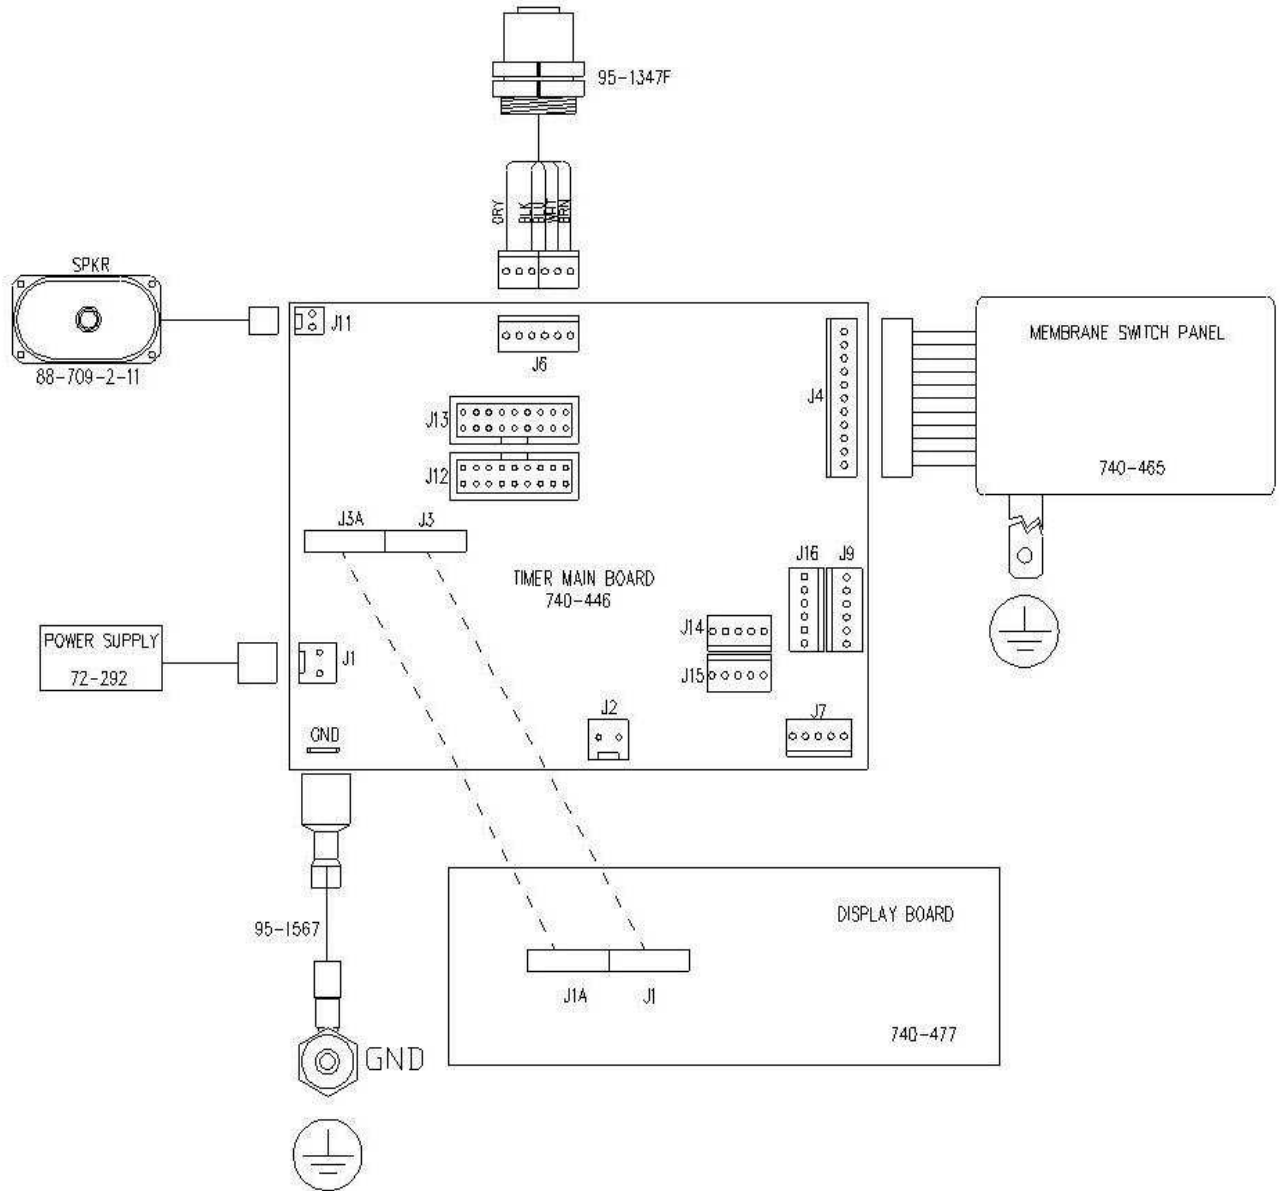 95-1347F
GRY
BLK
BLU
WHT
BRN
SPKR
88-709-2-11
J11
J6
J4
MEMBRANE SWITCH PANEL
740-465
J13
J12
J3A
J3
TIMER MAIN BOARD
740-446
J16
J9
J14
J15
POWER SUPPLY
72-292
J1
J2
J7
GND
95-1567
DISPLAY BOARD
J1A
J1
740-477
GND